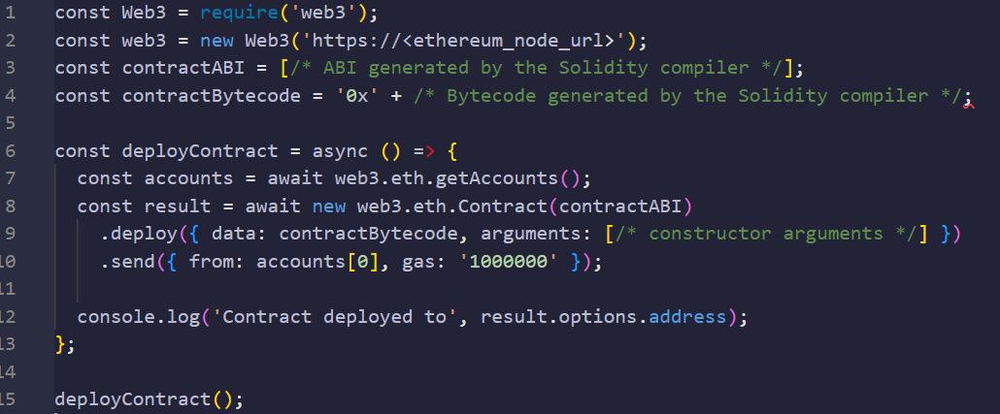 1 const Web3 = require('web3');
2 const web3 = new Web3('https://<ethereum_node_url>');
3 const contractABI = [/* ABI generated by the Solidity compiler */];
4 const contractBytecode = '0x' + /* Bytecode generated by the Solidity compiler */;
5
6 const deployContract = async () => {
7 const accounts = await web3.eth.getAccounts();
8 const result = await new web3.eth.Contract(contractABI)
9 .deploy({ data: contractBytecode, arguments: [/* constructor arguments */] })
10 .send({ from: accounts[0], gas: '1000000' });
11
12 console.log('Contract deployed to', result.options.address);
13 };
14
15 deployContract();